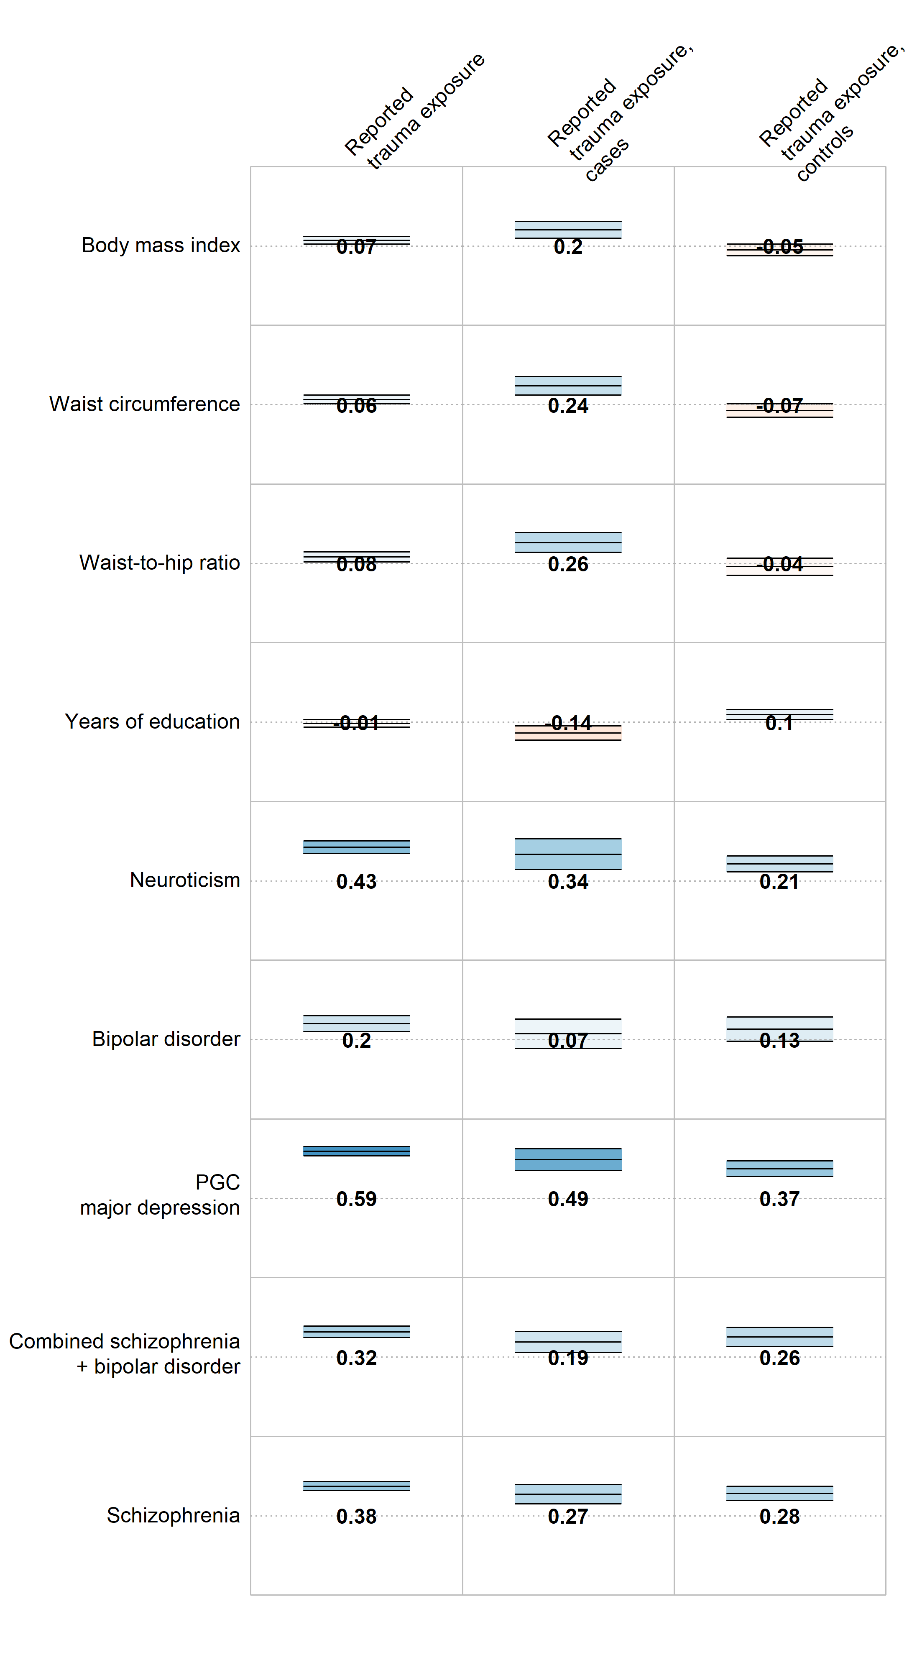 Reported
trauma exposure
Reported
trauma exposure,
cases
Reported
trauma exposure,
controls
Body mass index
0.07
0.2
-0.05
Waist circumference
0.06
0.24
-0.07
Waist-to-hip ratio
0.08
0.26
-0.04
Years of education
-0.01
-0.14
0.1
Neuroticism
0.43
0.34
0.21
Bipolar disorder
0.2
0.07
0.13
PGC
major depression
0.59
0.49
0.37
Combined schizophrenia
+ bipolar disorder
0.32
0.19
0.26
Schizophrenia
0.38
0.27
0.28